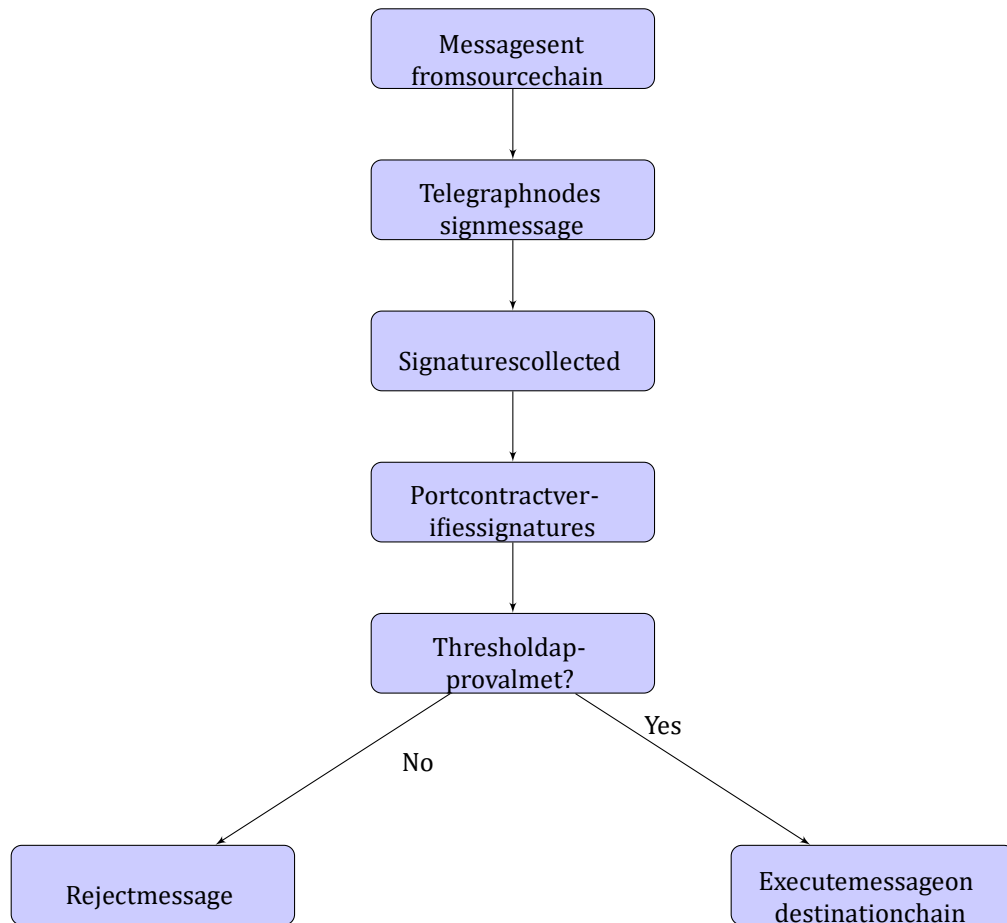 Messagesent
fromsourcechain
Telegraphnodes
signmessage
Signaturescollected
Portcontractver-
ifiessignatures
Thresholdap-
provalmet?
Yes
No
Rejectmessage
Executemessageon
destinationchain